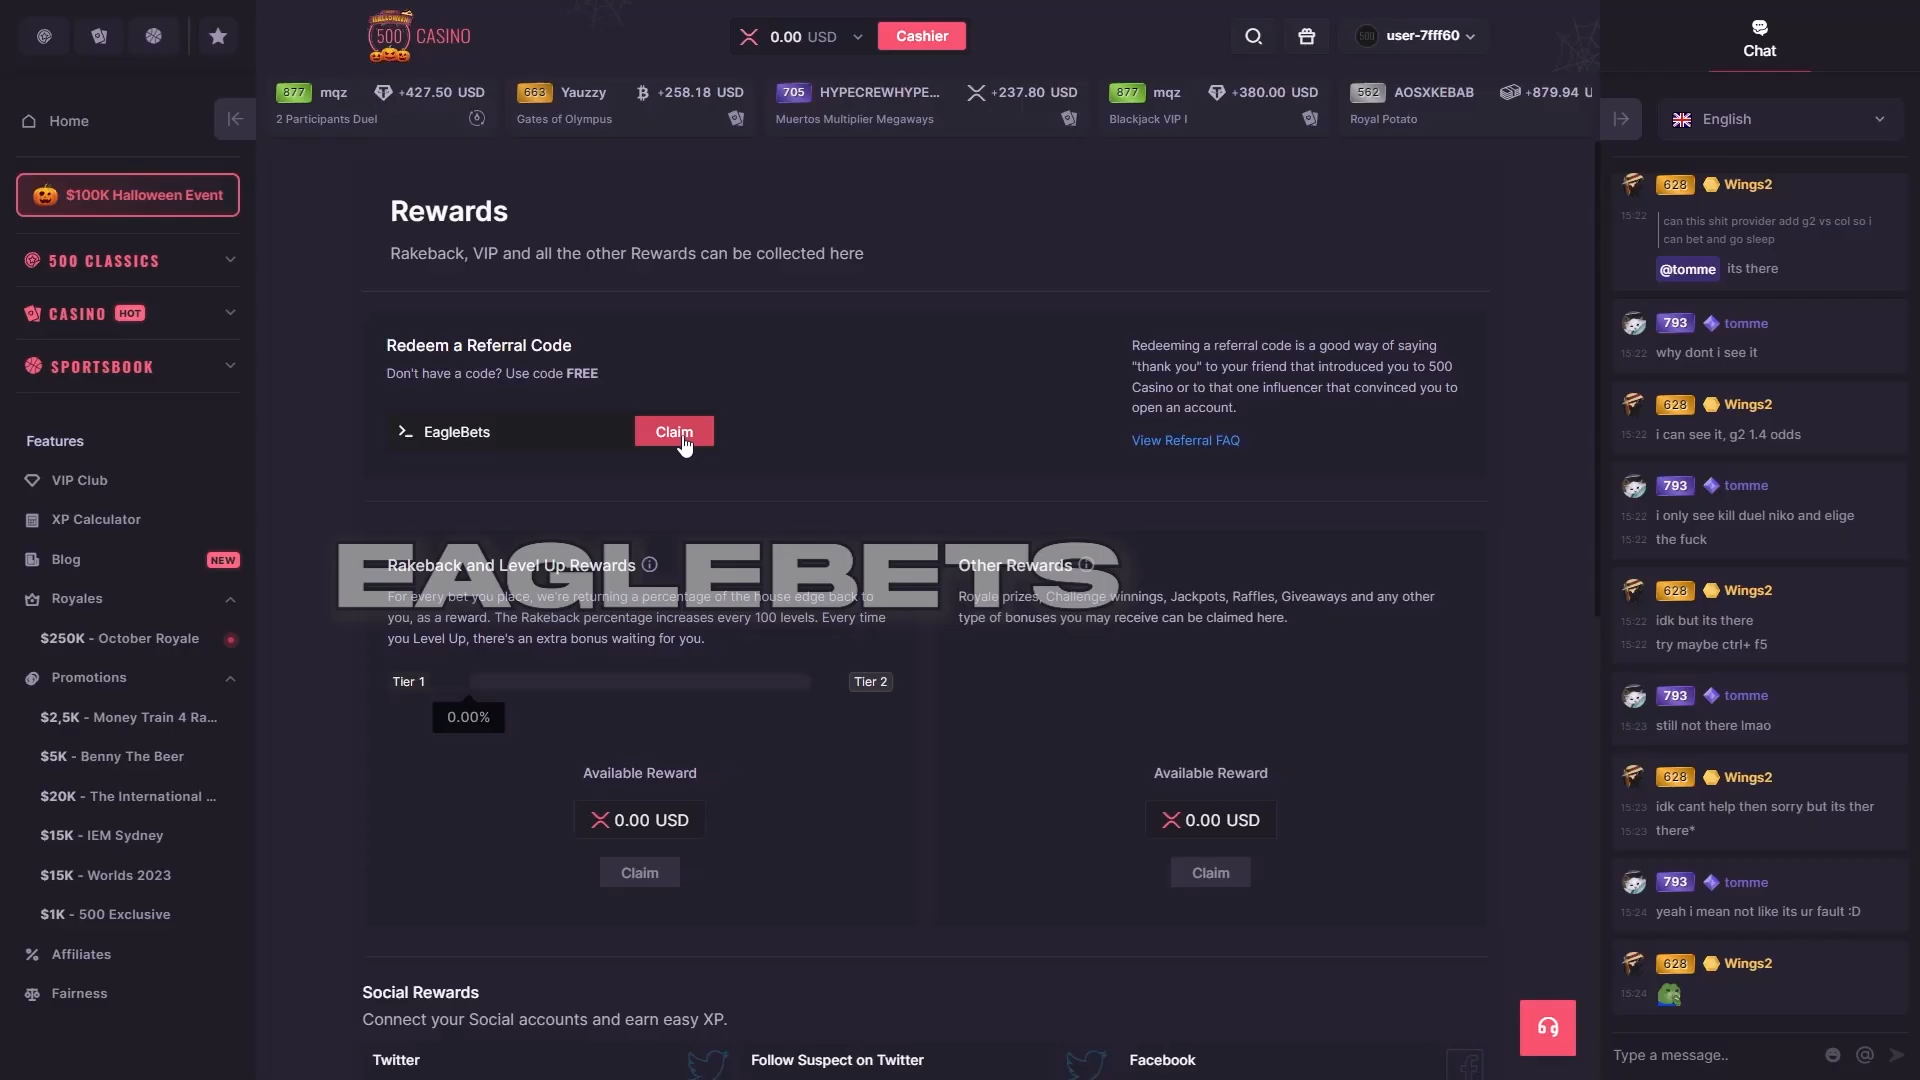 500 CASINO
0.00 USD
Cashier
user-7fff60
Chat
877 mqz +427.50 USD
2 Participants Duel
663 Yauzzy +258.18 USD
Gates of Olympus
705 HYPECREWHYPE... +237.80 USD
Muertos Multiplier Megaways
877 mqz +380.00 USD
Blackjack VIP I
562 AOSXKEBAB +879.94 U
Royal Potato
Home
$100K Halloween Event
500 CLASSICS
CASINO HOT
SPORTSBOOK
Features
VIP Club
XP Calculator
Blog NEW
Royales
$250K - October Royale
Promotions
$2,5K - Money Train 4 Ra...
$5K - Benny The Beer
$20K - The International ...
$15K - IEM Sydney
$15K - Worlds 2023
$1K - 500 Exclusive
Affiliates
Fairness
Rewards
Rakeback, VIP and all the other Rewards can be collected here
Redeem a Referral Code
Don't have a code? Use code FREE
EagleBets
Claim
Redeeming a referral code is a good way of saying
"thank you" to your friend that introduced you to 500
Casino or to that one influencer that convinced you to
open an account.
View Referral FAQ
EAGLEBETS
Rakeback and Level Up Rewards
For every bet you place, we're returning a percentage of the house edge back to
you, as a reward. The Rakeback percentage increases every 100 levels. Every time
you Level Up, there's an extra bonus waiting for you.
Tier 1
Tier 2
0.00%
Available Reward
0.00 USD
Claim
Other Rewards
Royale prizes, Challenge winnings, Jackpots, Raffles, Giveaways and any other
type of bonuses you may receive can be claimed here.
Available Reward
0.00 USD
Claim
Social Rewards
Connect your Social accounts and earn easy XP.
Twitter
Follow Suspect on Twitter
Facebook
English
628 Wings2
15:22 can this shit provider add g2 vs col so i
can bet and go sleep
@tomme its there
793 tomme
15:22 why dont i see it
628 Wings2
15:22 i can see it, g2 1.4 odds
793 tomme
15:22 i only see kill duel niko and elige
15:22 the fuck
628 Wings2
15:22 idk but its there
15:22 try maybe ctrl+ f5
793 tomme
15:23 still not there lmao
628 Wings2
15:23 idk cant help then sorry but its ther
15:23 there*
793 tomme
15:24 yeah i mean not like its ur fault :D
628 Wings2
15:24
Type a message..